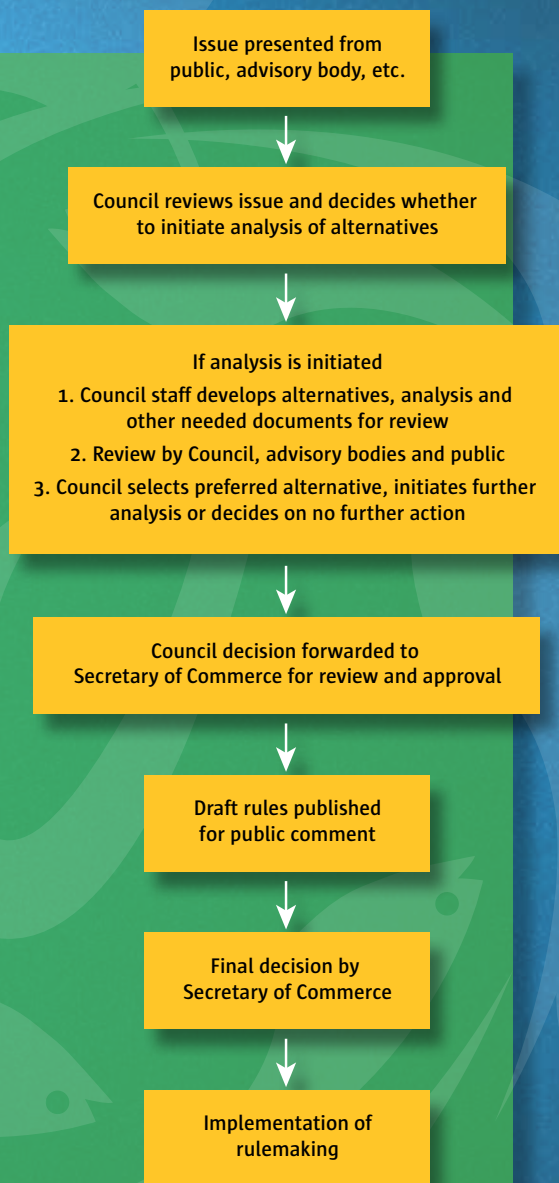 Issue presented from
public, advisory body, etc.
Council reviews issue and decides whether
to initiate analysis of alternatives
If analysis is initiated
1. Council staff develops alternatives, analysis and
other needed documents for review
2. Review by Council, advisory bodies and public
3. Council selects preferred alternative, initiates further
analysis or decides on no further action
Council decision forwarded to
Secretary of Commerce for review and approval
Draft rules published
for public comment
Final decision by
Secretary of Commerce
Implementation of
rulemaking